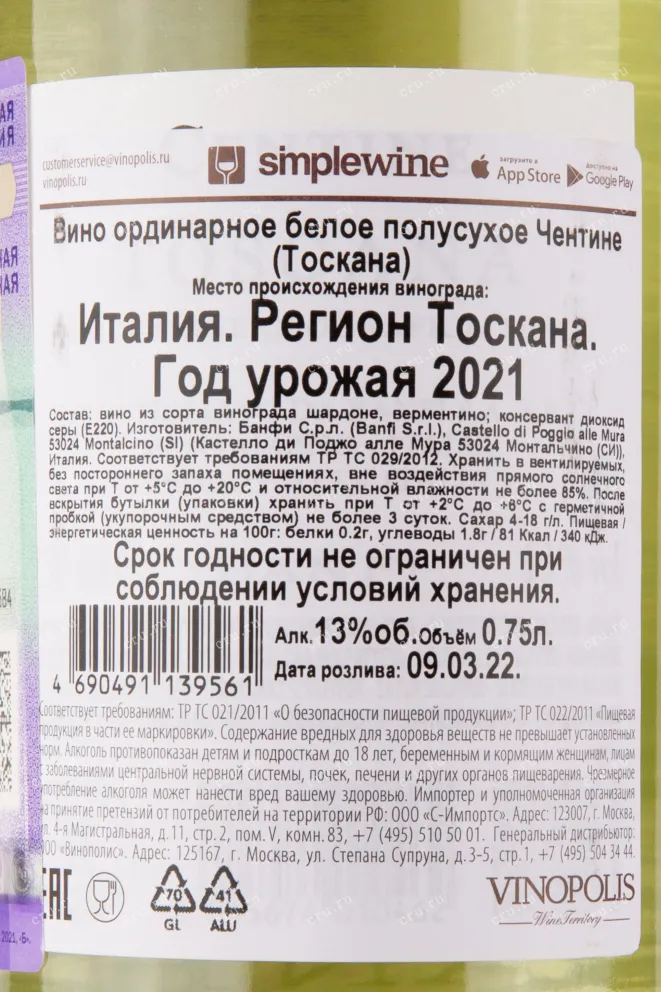 customerservice@vinopolis.ru
vinopolis.ru
simplewine
загрузите в
App Store
доступно на
Google Play
Вино ординарное белое полусухое Чентине
(Тоскана)
Место происхождения винограда:
Италия. Регион Тоскана.
Год урожая 2021
Состав: вино из сорта винограда шардоне, верментино; консервант диоксид
серы (E220). Изготовитель: Банфи С.р.л. (Banfi S.r.l.), Castello di Poggio alle Mura
53024 Montalcino (SI) (Кастелло ди Поджо алле Мура 53024 Монтальчино (СИ)),
Италия. Соответствует требованиям ТР ТС 029/2012. Хранить в вентилируемых,
без постороннего запаха помещениях, вне воздействия прямого солнечного
света при Т от +5°С до +20°С и относительной влажности не более 85%. После
вскрытия бутылки (упаковки) хранить при Т от +2°С до +6°С с герметичной
пробкой (укупорочным средством) не более 3 суток. Сахар 4-18 г/л. Пищевая /
энергетическая ценность на 100г: белки 0.2г, углеводы 1.8г / 81 Ккал / 340 кДж.
Срок годности не ограничен при
соблюдении условий хранения.
Алк.13%об.Объём 0.75л.
Дата розлива: 09.03.22.
4 690491 139561
Соответствует требованиям: ТР ТС 021/2011 «О безопасности пищевой продукции»; ТР ТС 022/2011 «Пищевая
продукция в части ее маркировки». Содержание вредных для здоровья веществ не превышает установленных
норм. Алкоголь противопоказан детям и подросткам до 18 лет, беременным и кормящим женщинам, лицам
с заболеваниями центральной нервной системы, почек, печени и других органов пищеварения. Чрезмерное
употребление алкоголя может нанести вред вашему здоровью. Импортер и уполномоченная организация
на принятие претензий от потребителей на территории РФ: ООО «С-Импортс». Адрес: 123007, г. Москва,
ул. 4-я Магистральная, д.11, стр.2, пом.V, комн.83, +7 (495) 510 50 01. Генеральный дистрибьютор:
ООО «Винополис». Адрес: 125167, г. Москва, ул. Степана Супруна, д.3-5, стр.1, +7 (495) 504 34 44.
EAC
70
GL
41
ALU
VINOPOLIS
Wine Territory
584
2021, «Б».
cru.ru